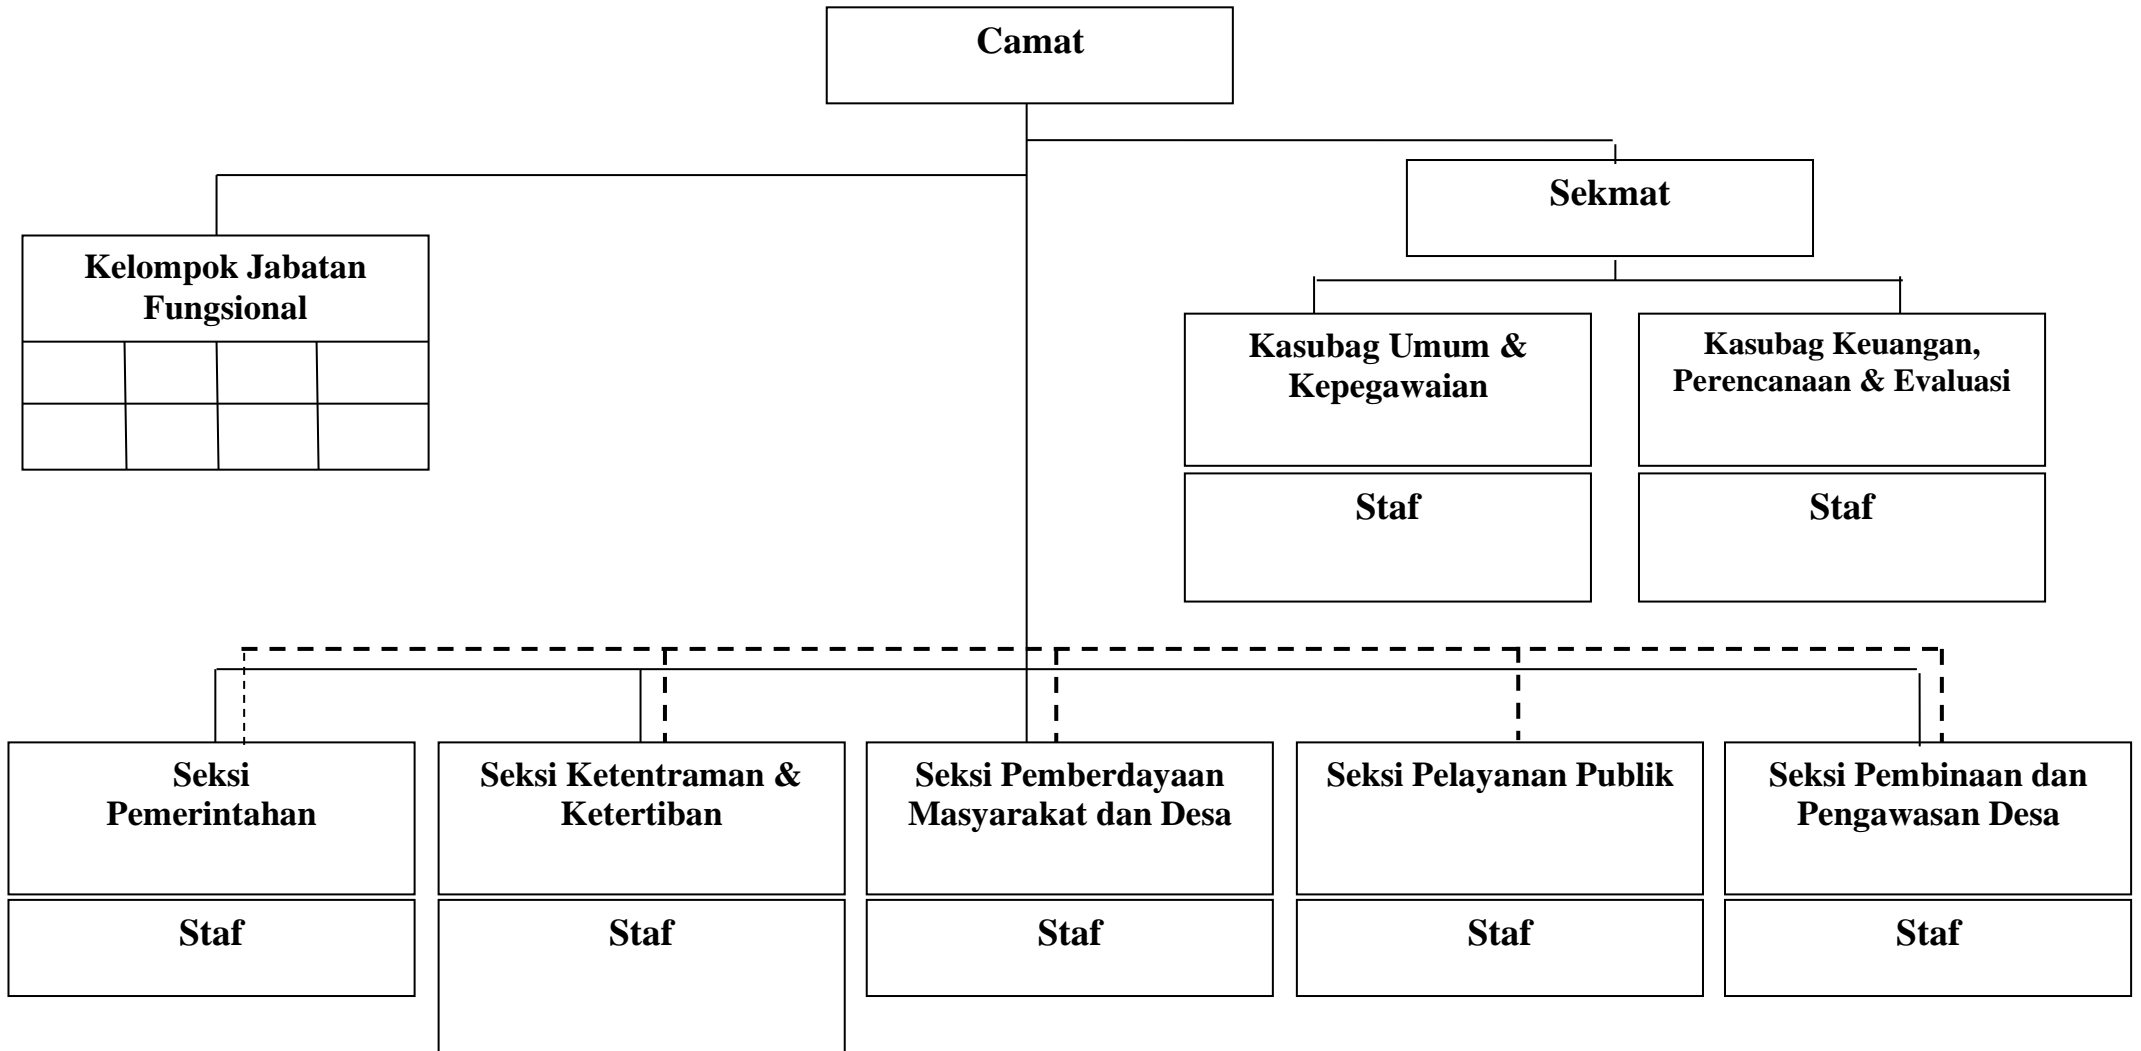 Camat
Sekmat
Kelompok Jabatan
Fungsional
Kasubag Umum &
Kepegawaian
Kasubag Keuangan,
Perencanaan & Evaluasi
Staf
Staf
Seksi
Pemerintahan
Seksi Ketentraman &
Ketertiban
Seksi Pemberdayaan
Masyarakat dan Desa
Seksi Pelayanan Publik
Seksi Pembinaan dan
Pengawasan Desa
Staf
Staf
Staf
Staf
Staf